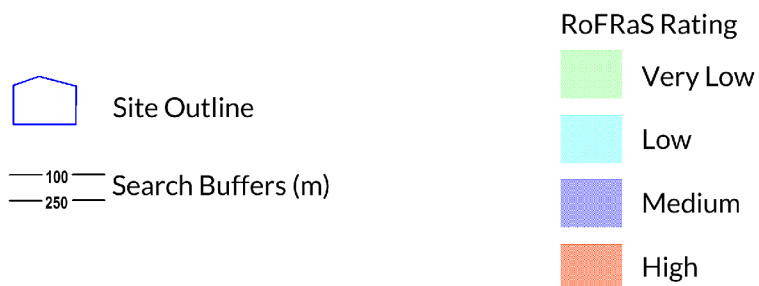 RoFRaS Rating
Very Low
Site Outline
Low
100
250
Search Buffers (m)
Medium
High